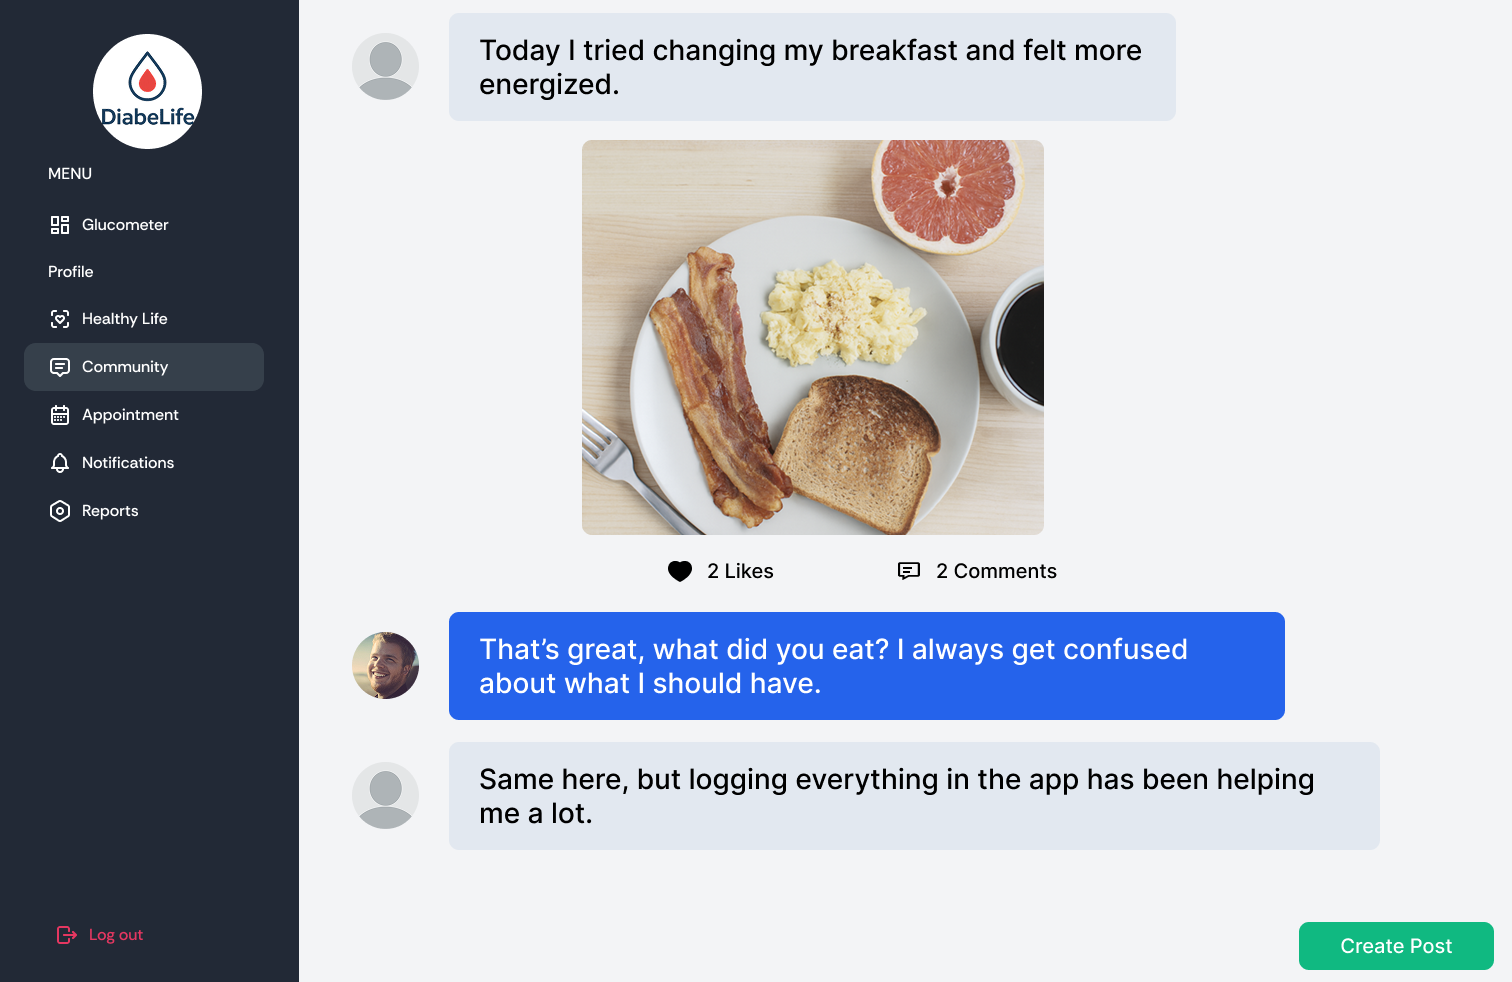 DiabeLife
MENU
Glucometer
Profile
Healthy Life
Community
Appointment
Notifications
Reports
Log out
Today I tried changing my breakfast and felt more
energized.
2 Likes
2 Comments
That’s great, what did you eat? I always get confused
about what I should have.
Same here, but logging everything in the app has been helping
me a lot.
Create Post